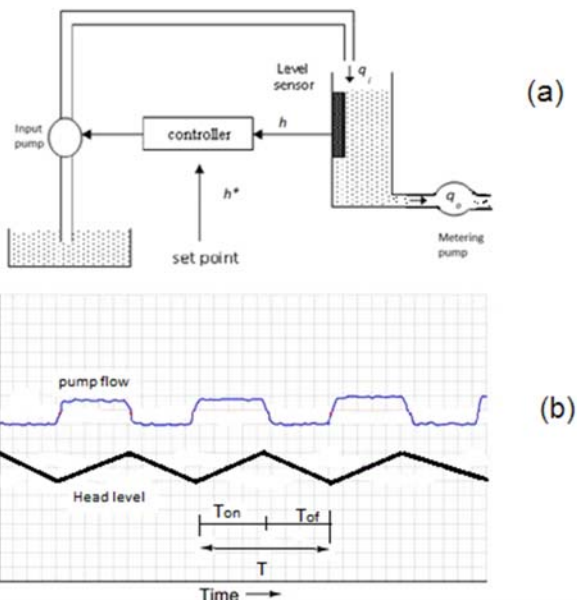 Level
sensor
q i
(a)
Input
pump
controller
h
h*
q o
Metering
pump
set point
pump flow
(b)
Head level
Ton
Tof
T
Time